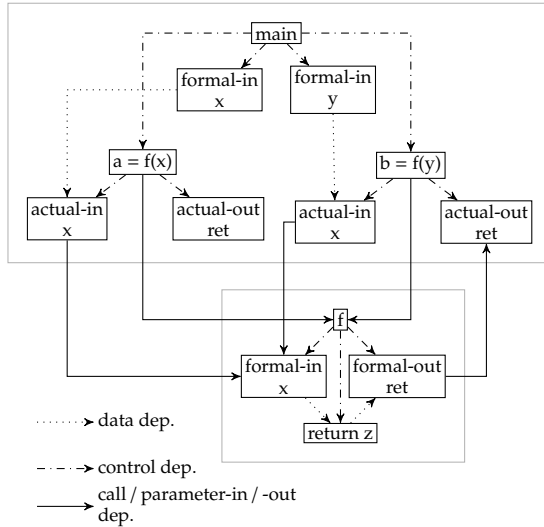 main
formal-in
x
formal-in
y
a = f(x)
b = f(y)
actual-in
x
actual-out
ret
actual-in
x
actual-out
ret
f
formal-in
x
formal-out
ret
return z
data dep.
control dep.
call / parameter-in / -out
dep.